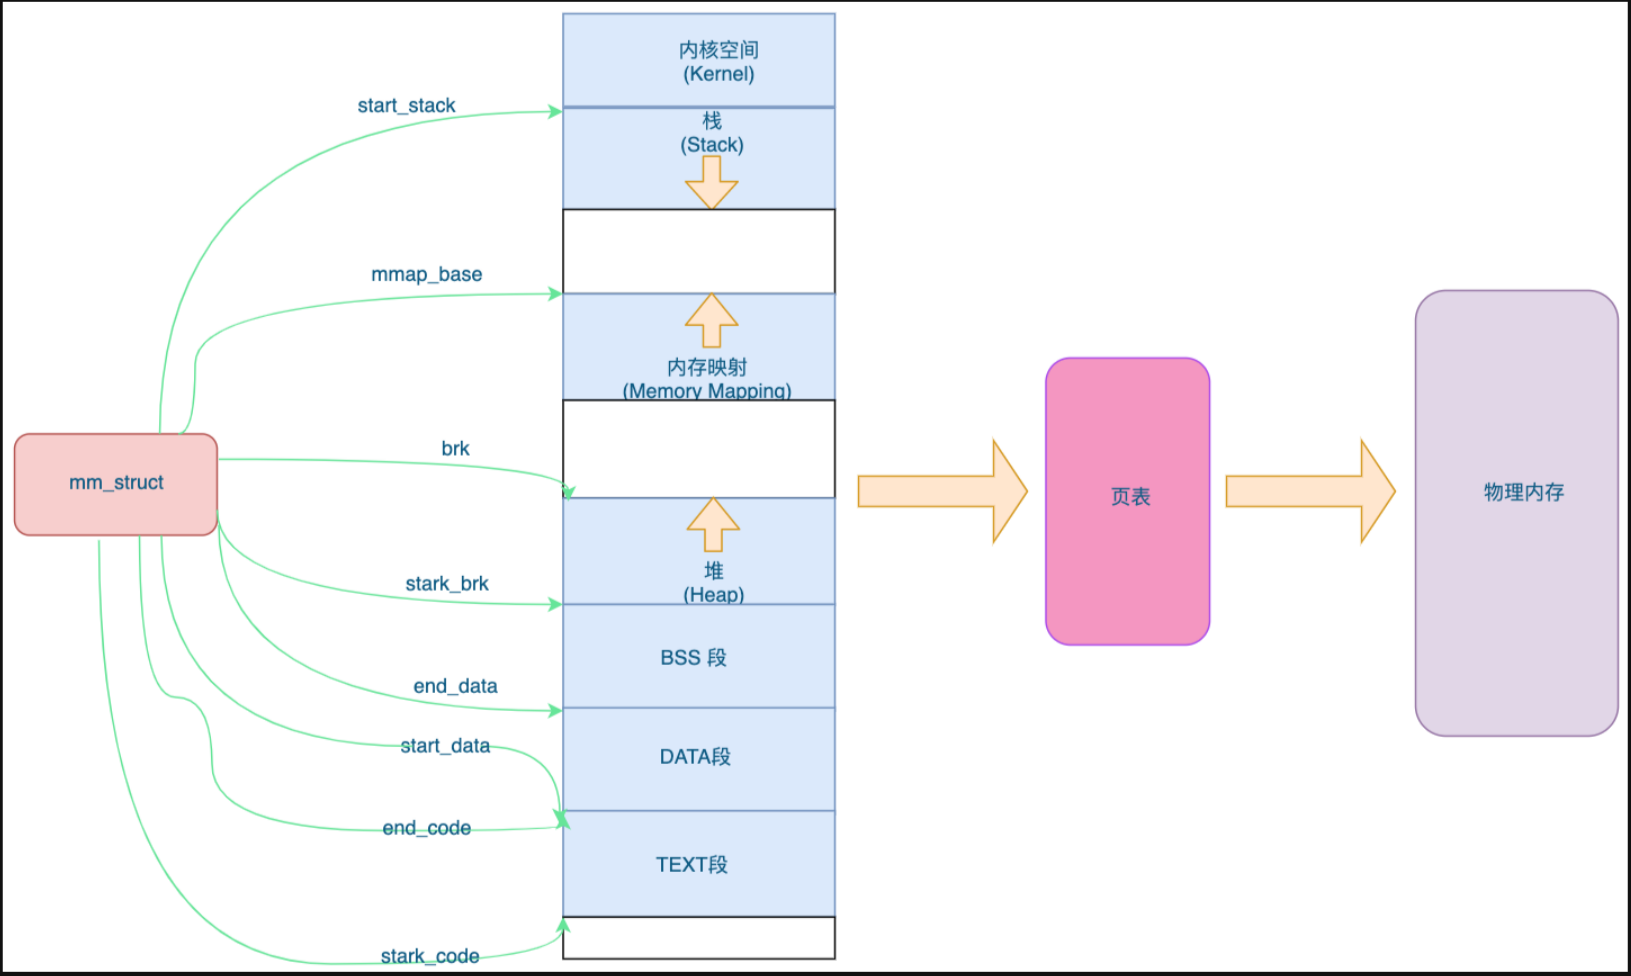 内核空间
(Kernel)
start_stack
栈
(Stack)
mmap_base
内存映射
(Memory Mapping)
brk
mm_struct
页表
物理内存
堆
(Heap)
stark_brk
BSS 段
end_data
start_data
DATA段
end_code
TEXT段
stark_code